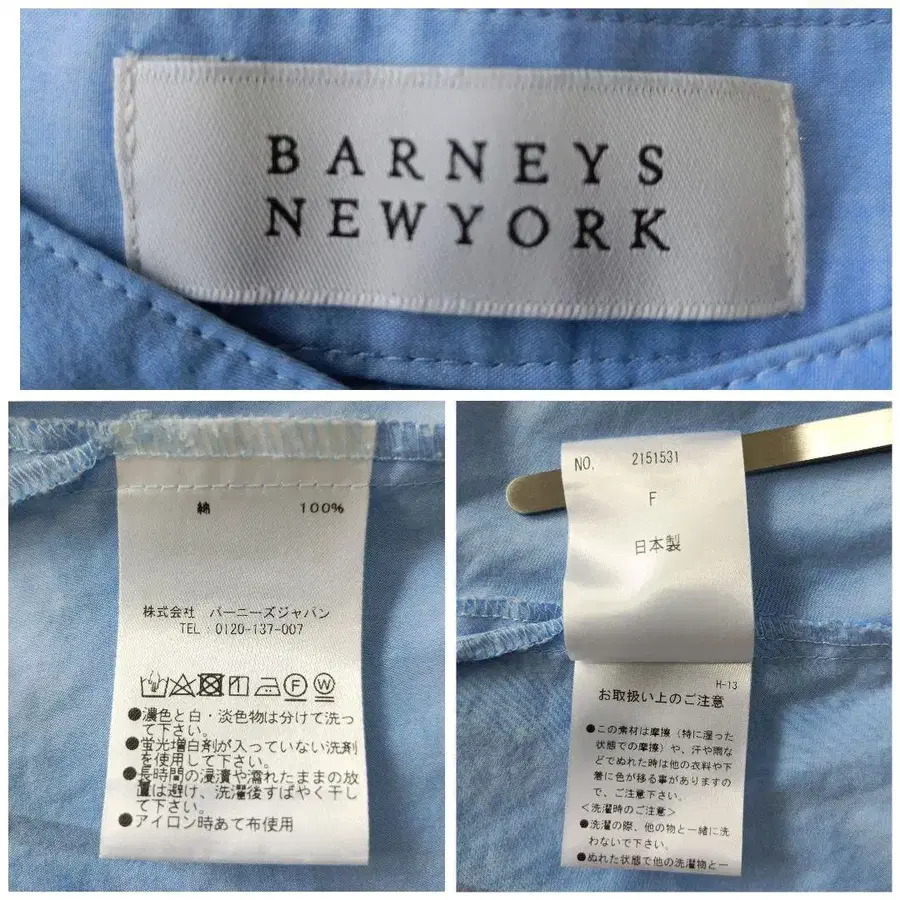 BARNEYS
NEWYORK
綿 100%
株式会社 バーニーズジャパン
TEL:0120-137-007
●濃色と白・淡色物は分けて洗っ
て下さい。
●蛍光増白剤が入っていない洗剤
を使用して下さい。
●長時間の浸漬や濡れたままの放
置は避け、洗濯後すばやく干し
て下さい。
●アイロン時あて布使用
NO. 2151531
F
日本製
H-13
お取扱い上のご注意
●この素材は摩擦(特に湿った
状態での摩擦)や、汗や雨な
どでぬれた時は他の衣料や下
着に色が移る事がありますの
で、ご注意下さい。
<洗濯時のご注意>
●洗濯の際、他の物と一緒に洗
わないで下さい。
●ぬれた状態で他の洗濯物と一